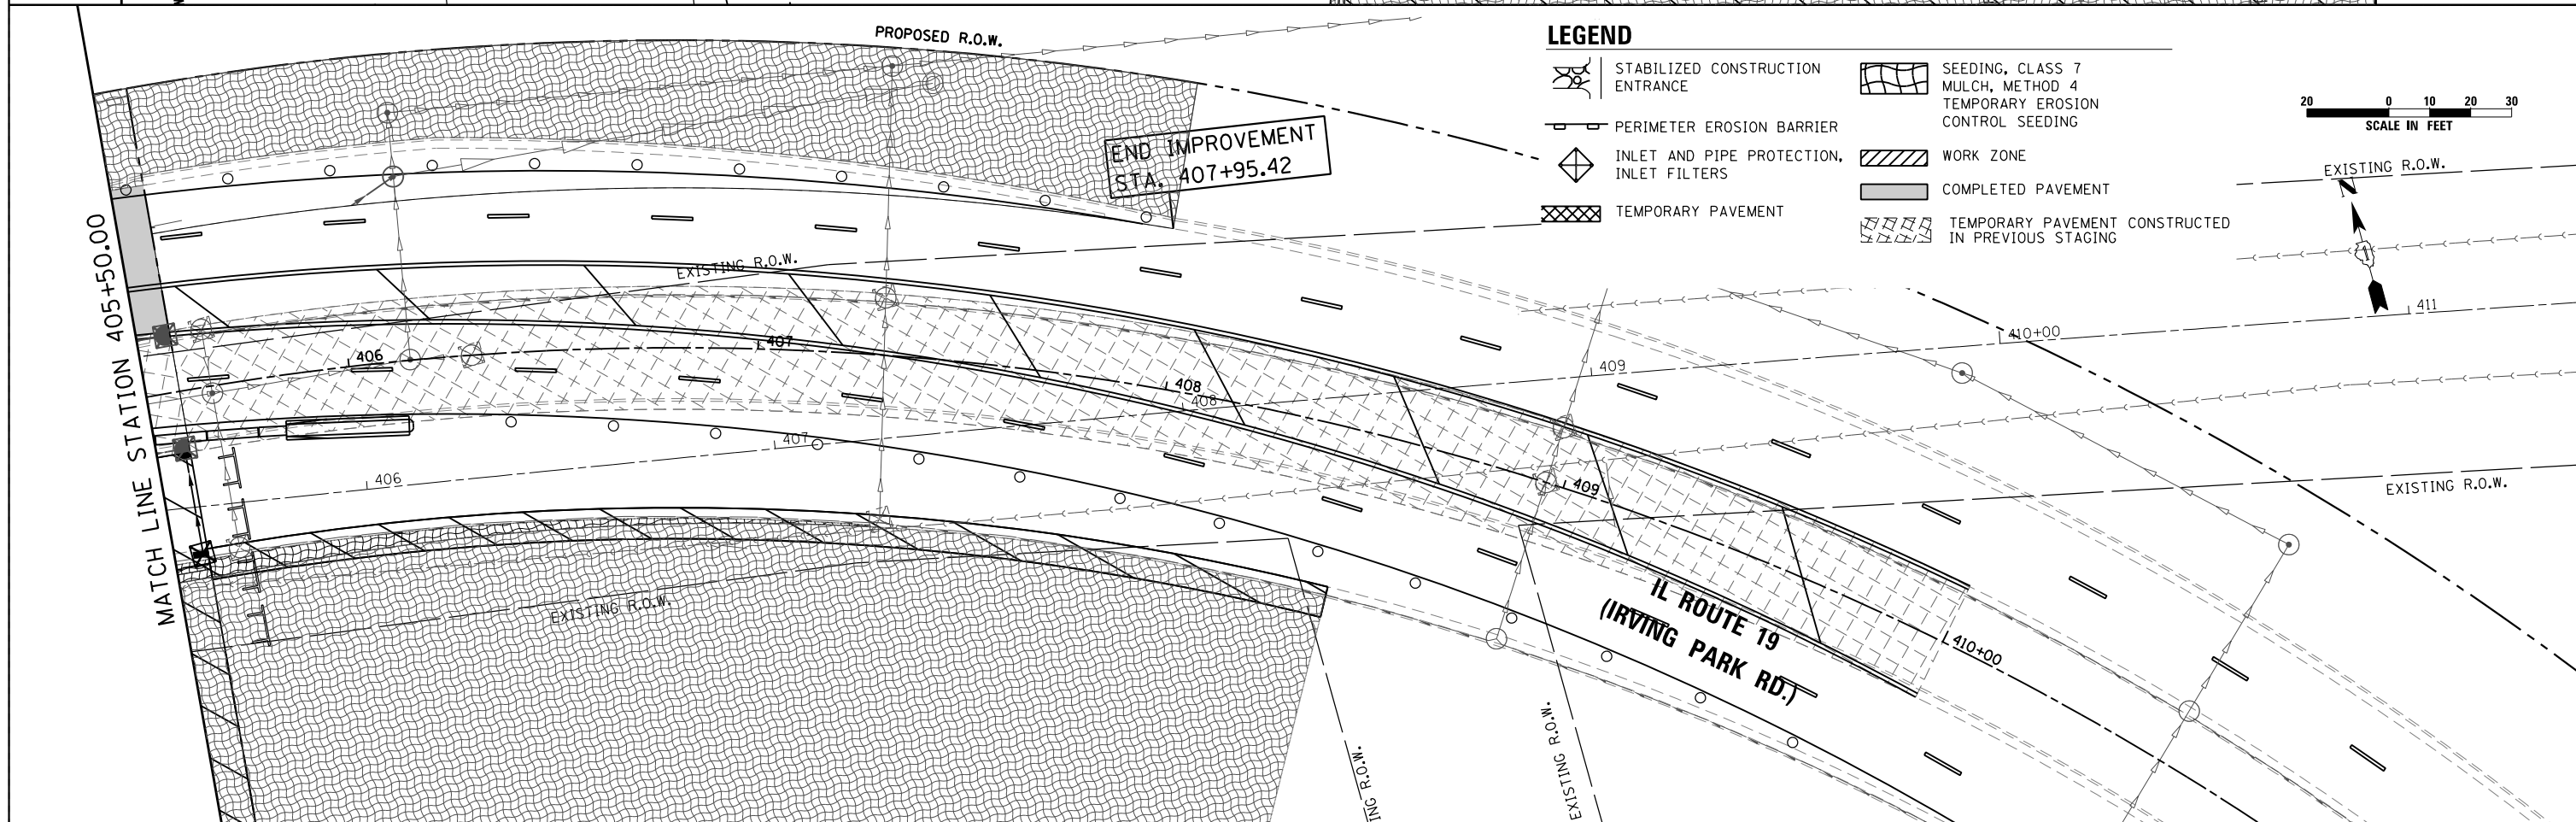 PROPOSED R.O.W.
END IMPROVEMENT
STA. 407+95.42
LEGEND
STABILIZED CONSTRUCTION
ENTRANCE
PERIMETER EROSION BARRIER
INLET AND PIPE PROTECTION,
INLET FILTERS
TEMPORARY PAVEMENT
SEEDING, CLASS 7
MULCH, METHOD 4
TEMPORARY EROSION
CONTROL SEEDING
WORK ZONE
COMPLETED PAVEMENT
TEMPORARY PAVEMENT CONSTRUCTED
IN PREVIOUS STAGING
20 0 10 20 30
SCALE IN FEET
EXISTING R.O.W.
N
411
410+00
409
EXISTING R.O.W.
MATCH LINE STATION 405+50.00
EXISTING R.O.W.
406
407
408
408
407
406
409
410+00
EXISTING R.O.W.
IL ROUTE 19
(IRVING PARK RD.)
ING R.O.W.
EXISTING R.O.W.